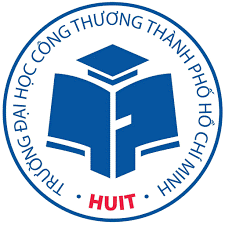 TRƯỜNG ĐẠI HỌC CÔNG THƯƠNG THÀNH PHỐ HỒ CHÍ MINH
HUIT